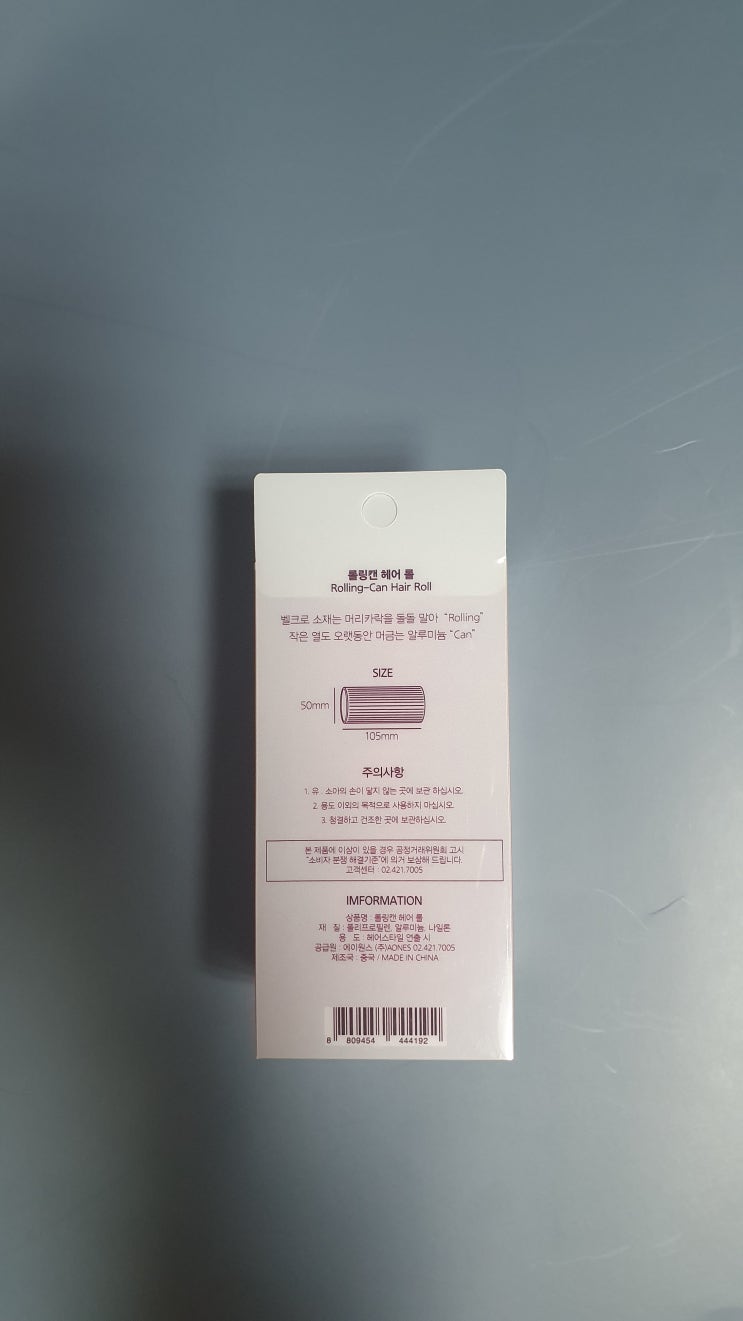 롤링캔 헤어 롤
Rolling-Can Hair Roll
벨크로 소재는 머리카락을 돌돌 말아 “Rolling”
작은 열도 오랫동안 머금는 알루미늄 “Can”
SIZE
50mm
105mm
주의사항
1. 유 . 소아의 손이 닿지 않는 곳에 보관 하십시오.
2. 용도 이외의 목적으로 사용하지 마십시오.
3. 청결하고 건조한 곳에 보관하십시오.
본 제품에 이상이 있을 경우 공정거래위원회 고시
“소비자 분쟁 해결기준”에 의거 보상해 드립니다.
고객센터 : 02.421.7005
IMFORMATION
상품명 : 롤링캔 헤어 롤
재 질 : 폴리프로필렌, 알루미늄, 나일론
용 도 : 헤어스타일 연출 시
공급원 : 에이원스 (주)AONES 02.421.7005
제조국 : 중국 / MADE IN CHINA
8 809454 444192